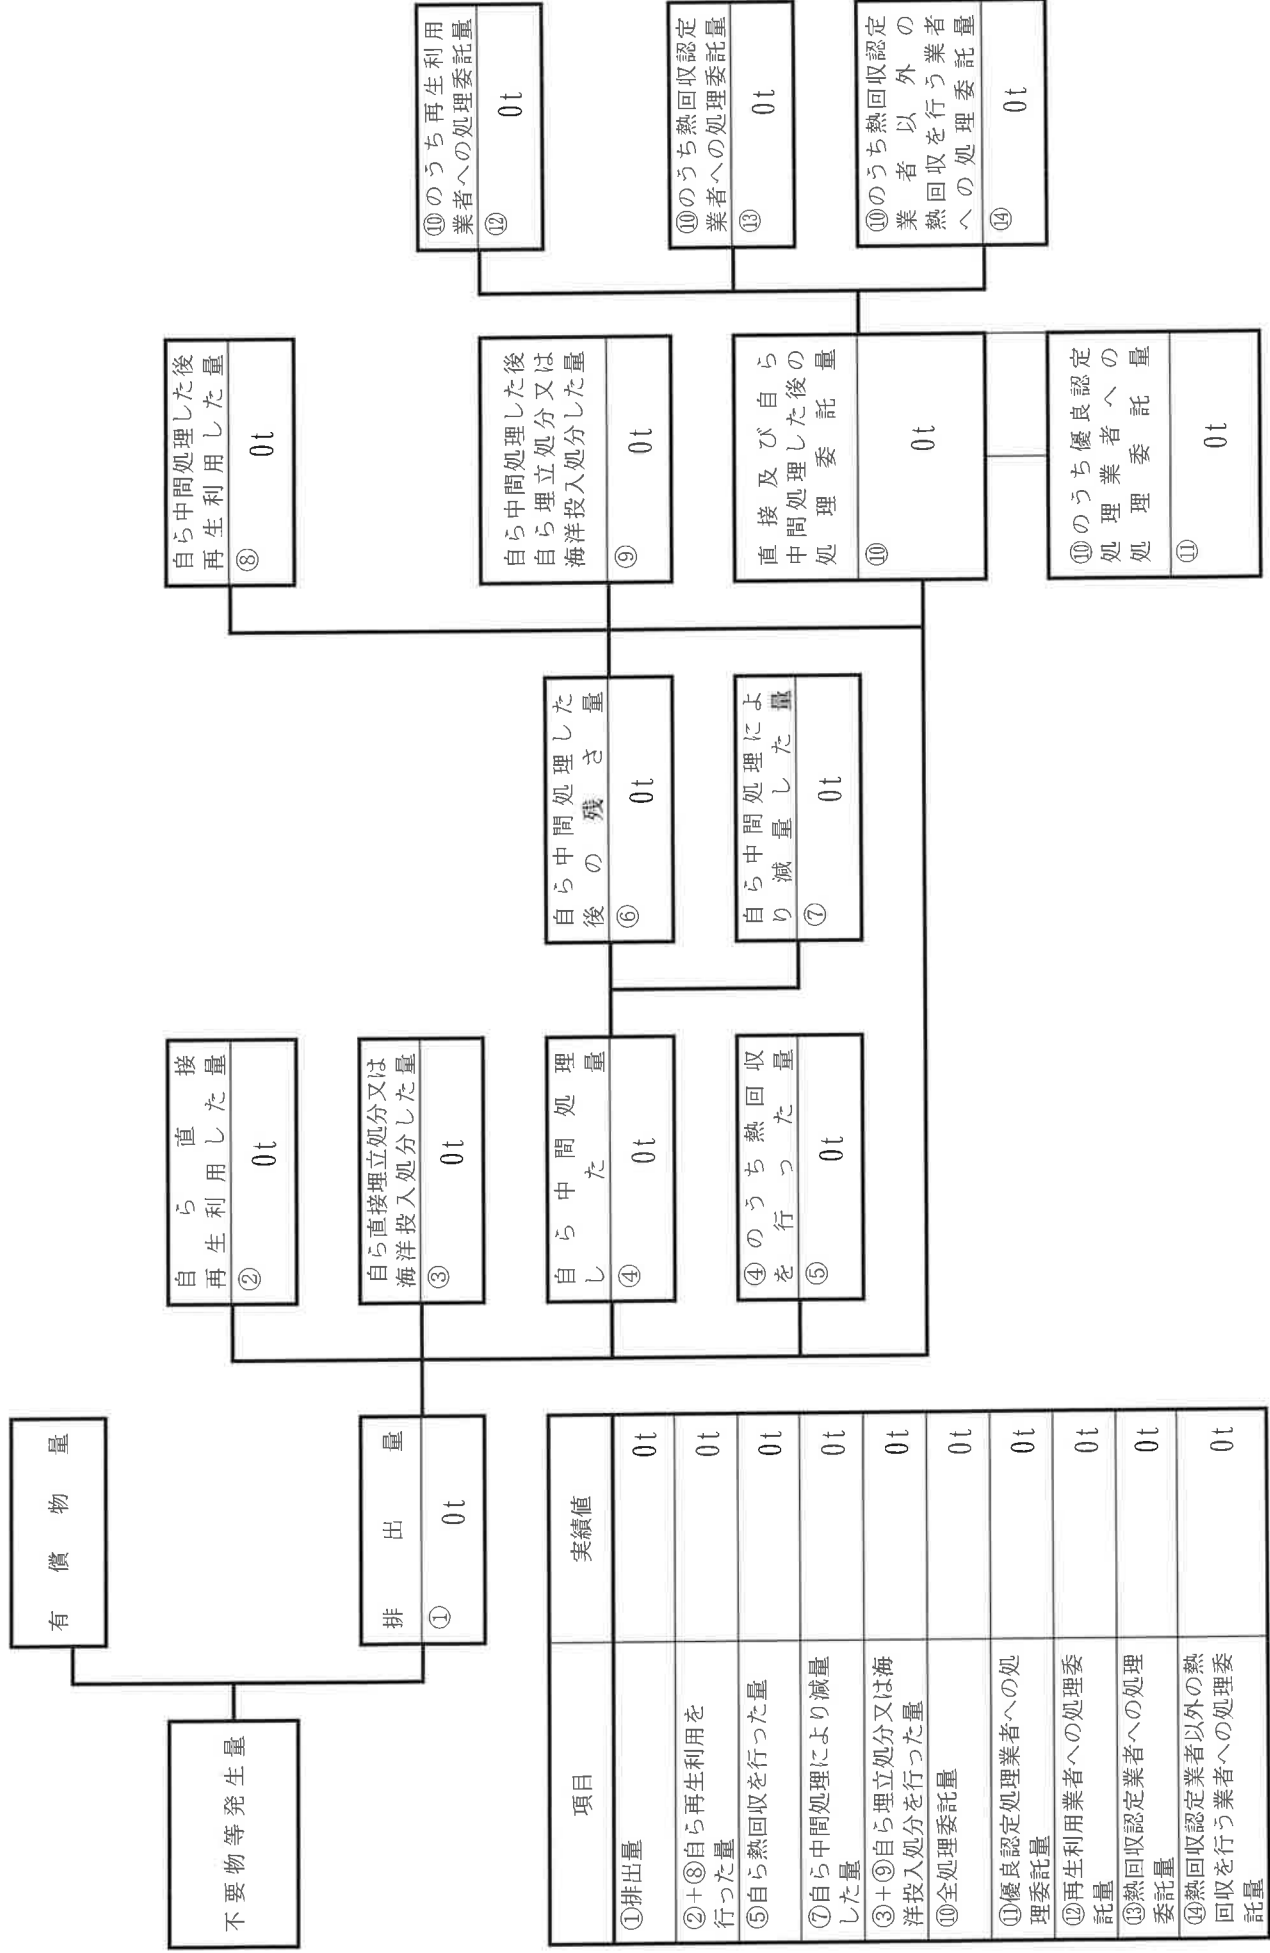 不要物等発生量
有償物量
排出量
①
0t
自ら直接
再生利用した量
②
0t
自ら直接埋立処分又は
海洋投入処分した量
③
0t
自ら中間処理
した量
④
0t
④のうち熱回収
を行った量
⑤
0t
自ら中間処理した
後の残さ量
⑥
0t
自ら中間処理によ
り減量した量
⑦
0t
自ら中間処理した後
再生利用した量
⑧
0t
自ら中間処理した後
自ら埋立処分又は
海洋投入処分した量
⑨
0t
直接及び自ら
中間処理した後の
処理委託量
⑩
0t
⑩のうち優良認定
処理業者への
処理委託量
⑪
0t
⑩のうち再生利用
業者への処理委託量
⑫
0t
⑩のうち熱回収認定
業者への処理委託量
⑬
0t
⑩のうち熱回収認定
業者以外の
熱回収を行う業者
への処理委託量
⑭
0t
項目
実績値
①排出量
0t
②+⑧自ら再生利用を
行った量
0t
⑤自ら熱回収を行った量
0t
⑦自ら中間処理により減量
した量
0t
③+⑨自ら埋立処分又は海
洋投入処分を行った量
0t
⑩全処理委託量
0t
⑪優良認定処理業者への処
理委託量
0t
⑫再生利用業者への処理委
託量
0t
⑬熱回収認定業者への処理
委託量
0t
⑭熱回収認定業者以外の熱
回収を行う業者への処理委
託量
0t